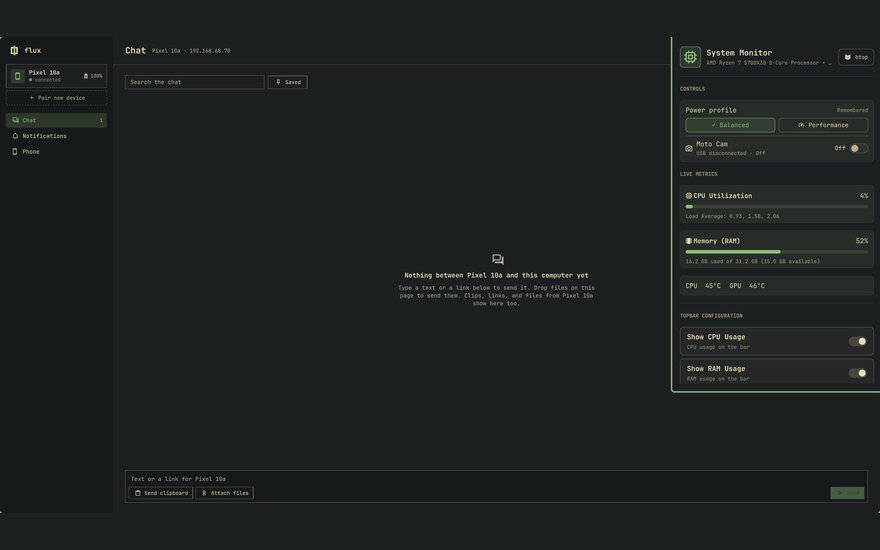 flux
Pixel 10a
connected
100%
+ Pair new device
Chat
1
Notifications
Phone
Chat
Pixel 10a · 192.168.68.70
Search the chat
Saved
Nothing between Pixel 10a and this computer yet
Type a text or a link below to send it. Drop files on this
page to send them. Clips, links, and files from Pixel 10a
show here too.
Text or a link for Pixel 10a
Send clipboard
Attach files
Send
System Monitor
AMD Ryzen 7 5700X3D 8-Core Processor • …
btop
CONTROLS
Power profile
Remembered
✓ Balanced
Performance
Moto Cam
USB disconnected · Off
Off
LIVE METRICS
CPU Utilization
4%
Load Average: 0.93, 1.58, 2.06
Memory (RAM)
52%
16.2 GB used of 31.2 GB (15.0 GB available)
CPU 45°C GPU 46°C
TOPBAR CONFIGURATION
Show CPU Usage
CPU usage on the bar
Show RAM Usage
RAM usage on the bar